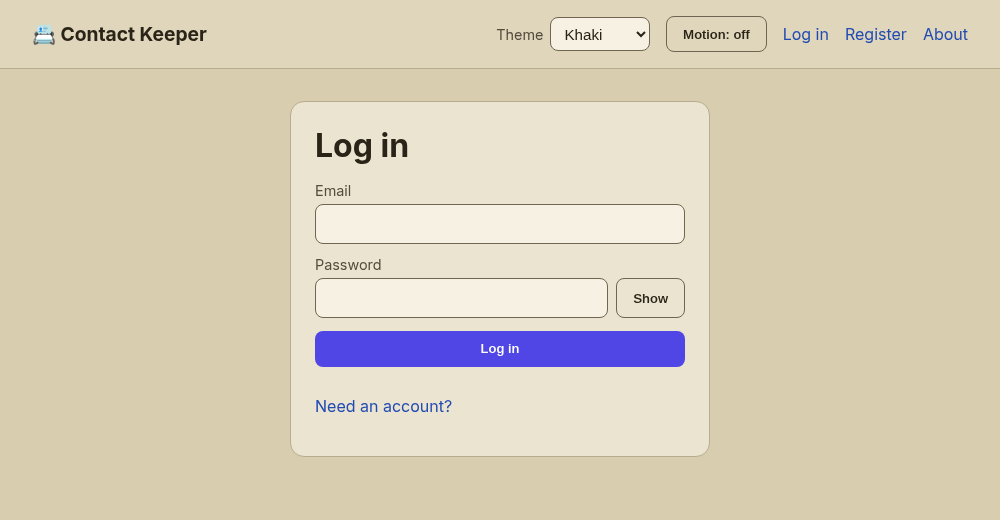 📇 Contact Keeper
Theme Khaki Motion: off Log in Register About
Log in
Email
Password
Show
Log in
Need an account?